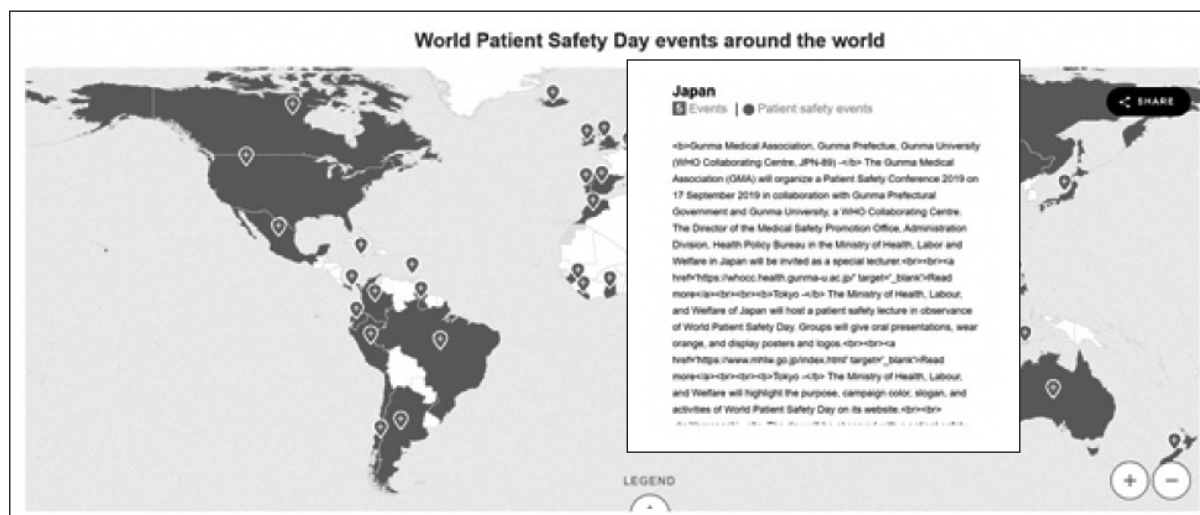 World Patient Safety Day events around the world
Japan
5 Events | Patient safety events
SHARE
<b>Gunma Medical Association, Gunma Prefectue, Gunma University
(WHO Collaborating Centre, JPN-89) -</b> The Gunma Medical
Association (GMA) will organize a Patient Safety Conference 2019 on
17 September 2019 in collaboration with Gunma Prefectural
Government and Gunma University, a WHO Collaborating Centre.
The Director of the Medical Safety Promotion Office, Administration
Division, Health Policy Bureau in the Ministry of Health, Labor and
Welfare in Japan will be invited as a special lecturer.<br><br><a
href='https://whocc.health.gunma-u.ac.jp/' target='_blank'>Read
more</a><br><br><b>Tokyo -</b> The Ministry of Health, Labour,
and Welfare of Japan will host a patient safety lecture in observance
of World Patient Safety Day. Groups will give oral presentations, wear
orange, and display posters and logos.<br><br><a
href='https://www.mhlw.go.jp/index.html' target='_blank'>Read
more</a><br><br><b>Tokyo -</b> The Ministry of Health, Labour,
and Welfare will highlight the purpose, campaign color, slogan, and
activities of World Patient Safety Day on its website.<br><br>
LEGEND